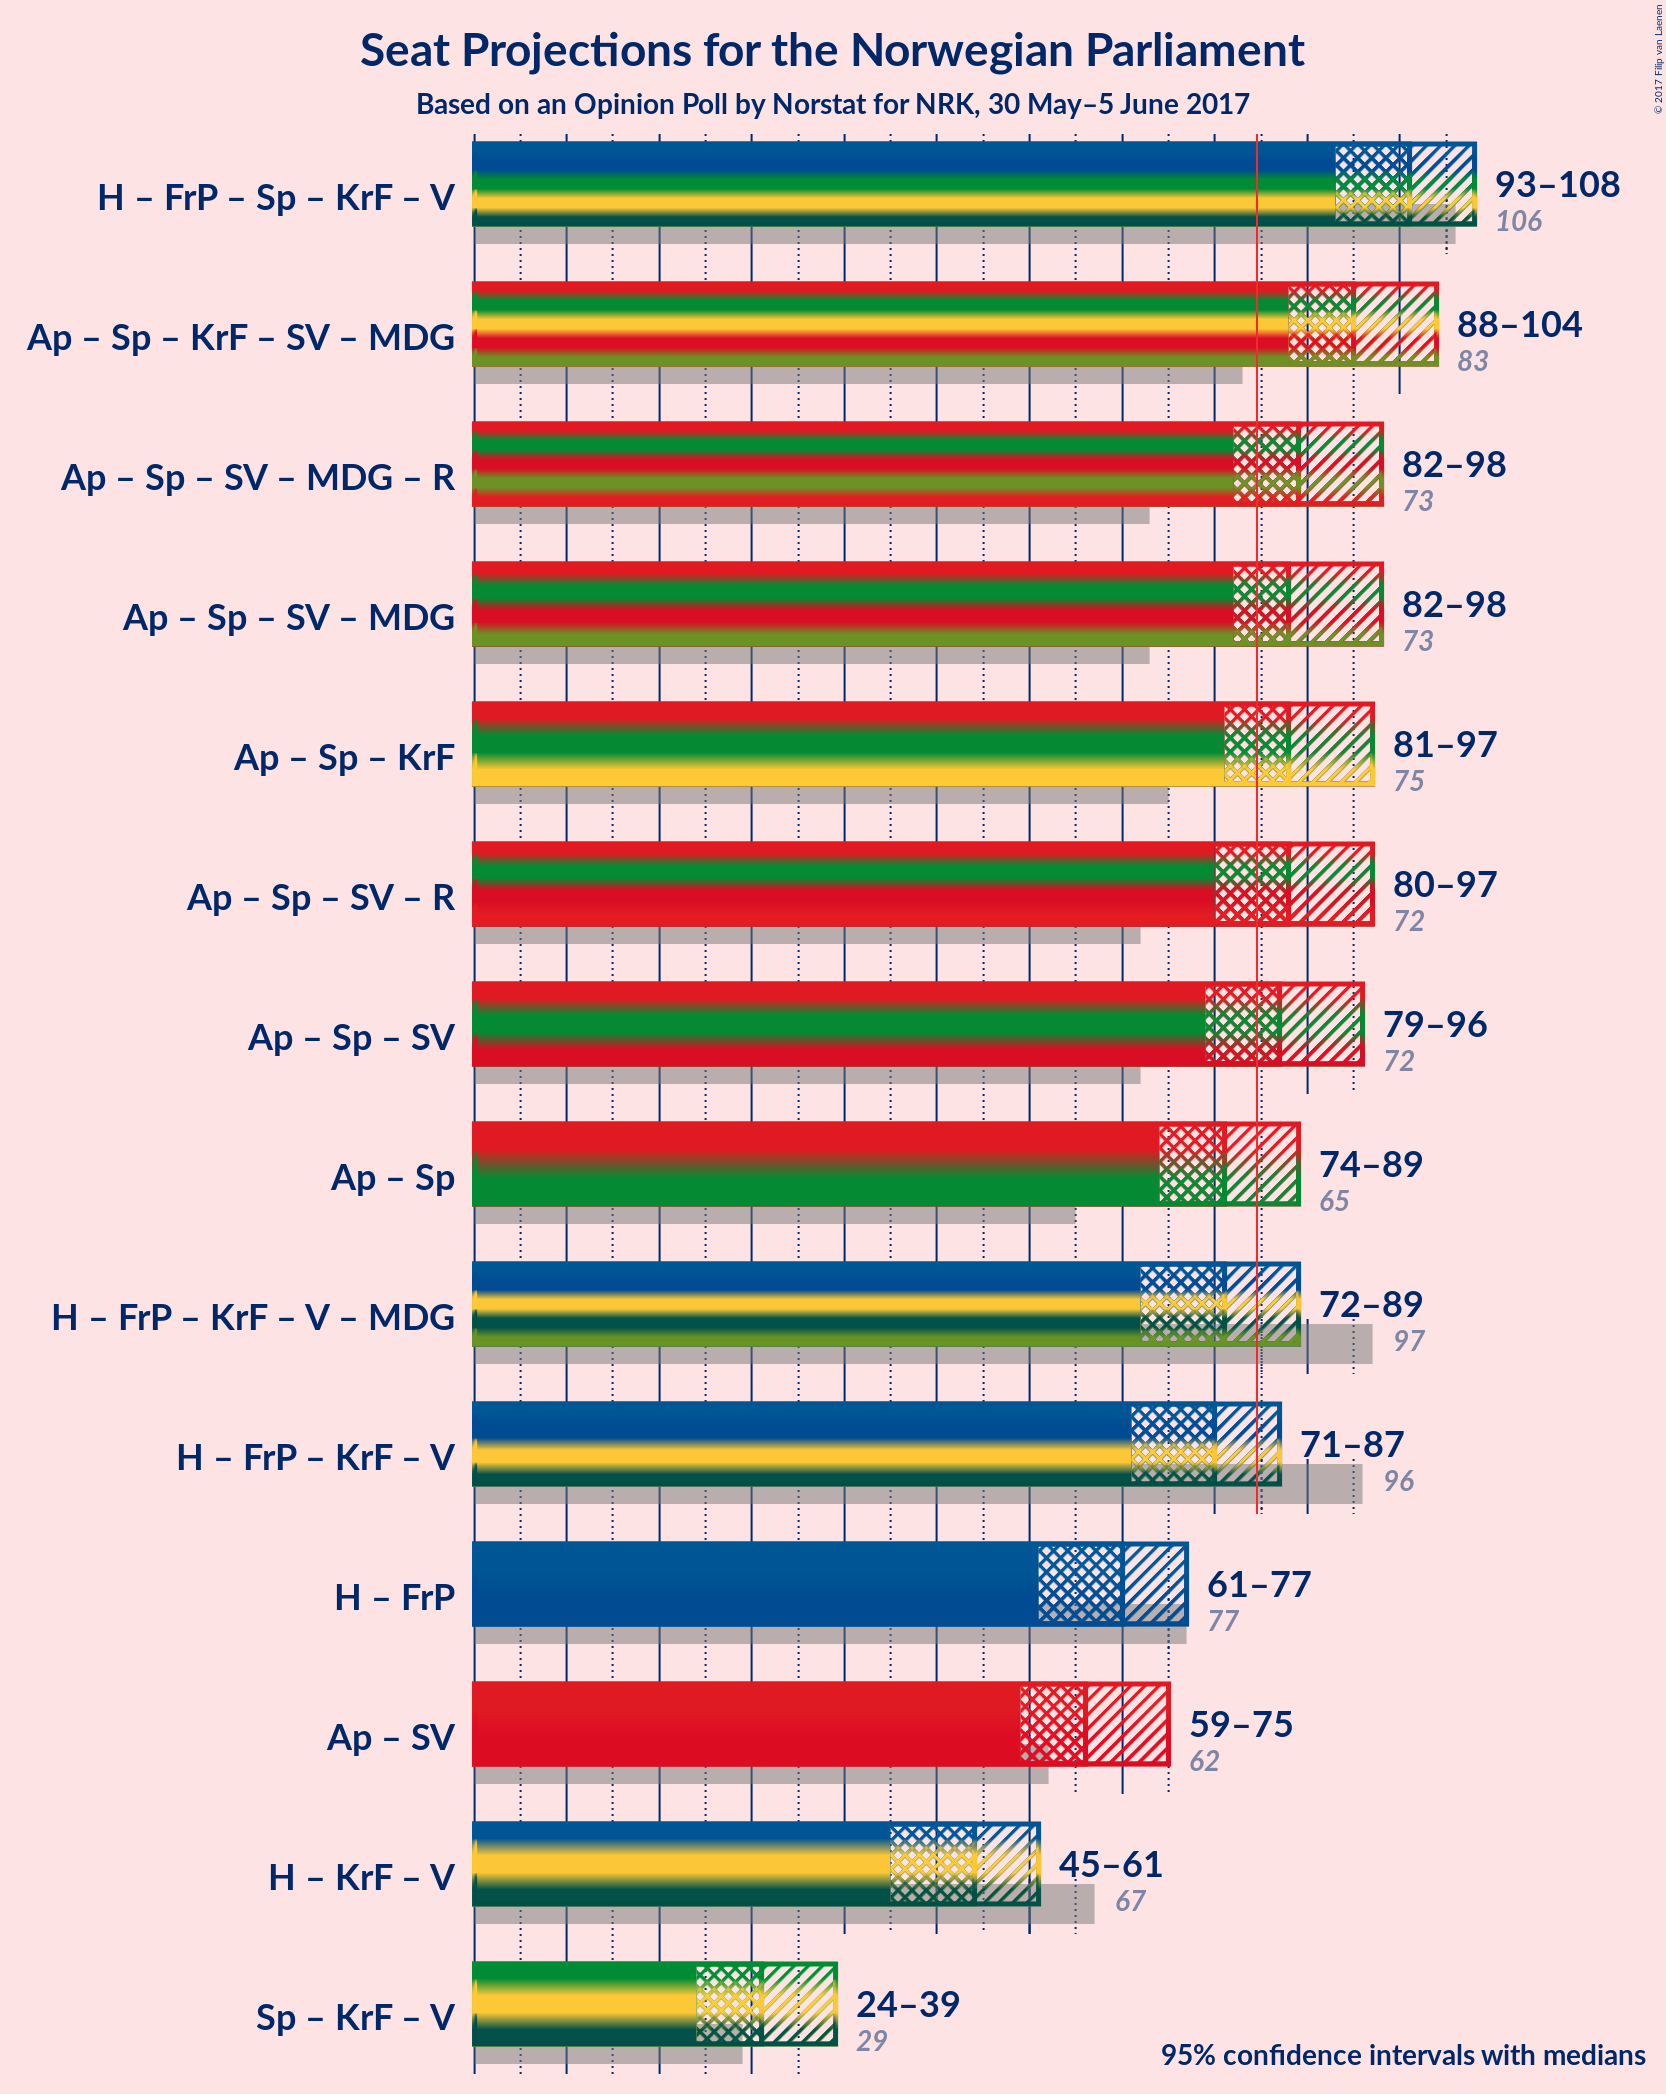 Seat Projections for the Norwegian Parliament
Based on an Opinion Poll by Norstat for NRK, 30 May–5 June 2017
© 2017 Filip van Laenen
H – FrP – Sp – KrF – V
93–108
106
Ap – Sp – KrF – SV – MDG
88–104
83
Ap – Sp – SV – MDG – R
82–98
73
Ap – Sp – SV – MDG
82–98
73
Ap – Sp – KrF
81–97
75
Ap – Sp – SV – R
80–97
72
Ap – Sp – SV
79–96
72
Ap – Sp
74–89
65
H – FrP – KrF – V – MDG
72–89
97
H – FrP – KrF – V
71–87
96
H – FrP
61–77
77
Ap – SV
59–75
62
H – KrF – V
45–61
67
Sp – KrF – V
24–39
29
95% confidence intervals with medians